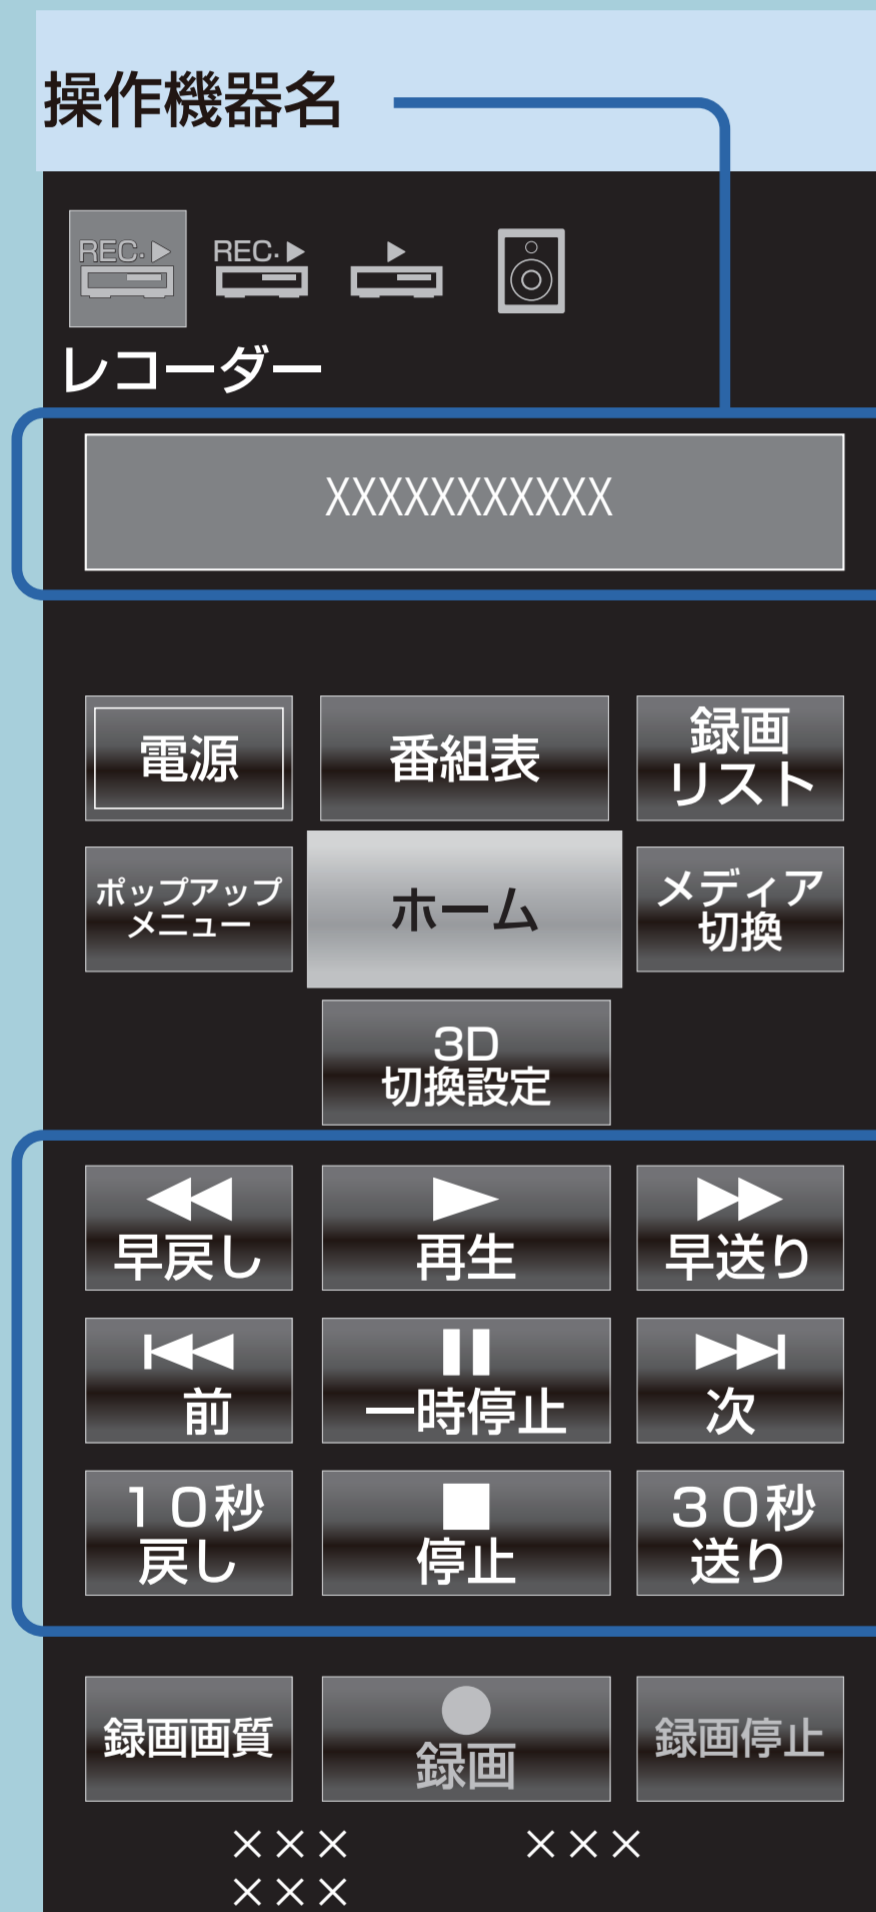 操作機器名
REC. REC.
レコーダー
XXXXXXXXXXX
電源 番組表 録画
リスト
ポップアップ
メニュー
ホーム
メディア
切換
3D
切換設定
早戻し 再生 早送り
前 一時停止 次
10秒
戻し
停止
30秒
送り
録画画質 録画 録画停止
××× ×××
×××